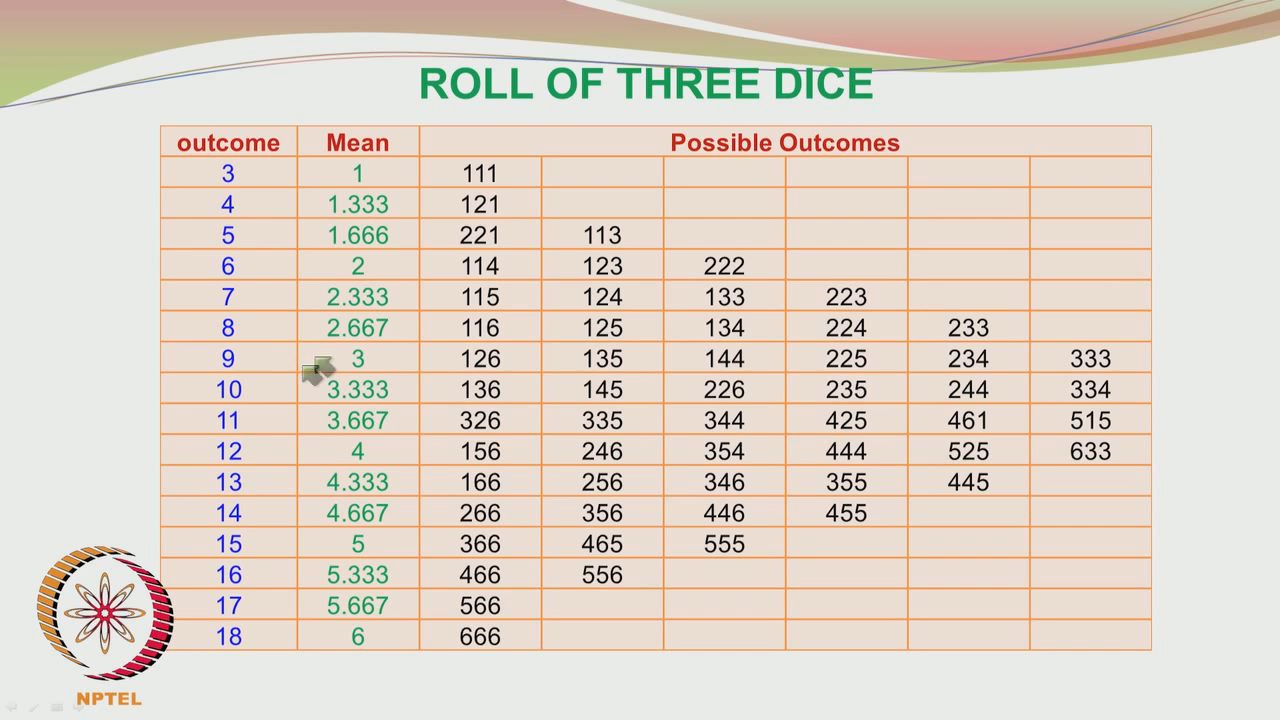 ROLL OF THREE DICE
outcome Mean Possible Outcomes
3 1 111
4 1.333 121
5 1.666 221 113
6 2 114 123 222
7 2.333 115 124 133 223
8 2.667 116 125 134 224 233
9 3 126 135 144 225 234 333
10 3.333 136 145 226 235 244 334
11 3.667 326 335 344 425 461 515
12 4 156 246 354 444 525 633
13 4.333 166 256 346 355 445
14 4.667 266 356 446 455
15 5 366 465 555
16 5.333 466 556
17 5.667 566
18 6 666
NPTEL